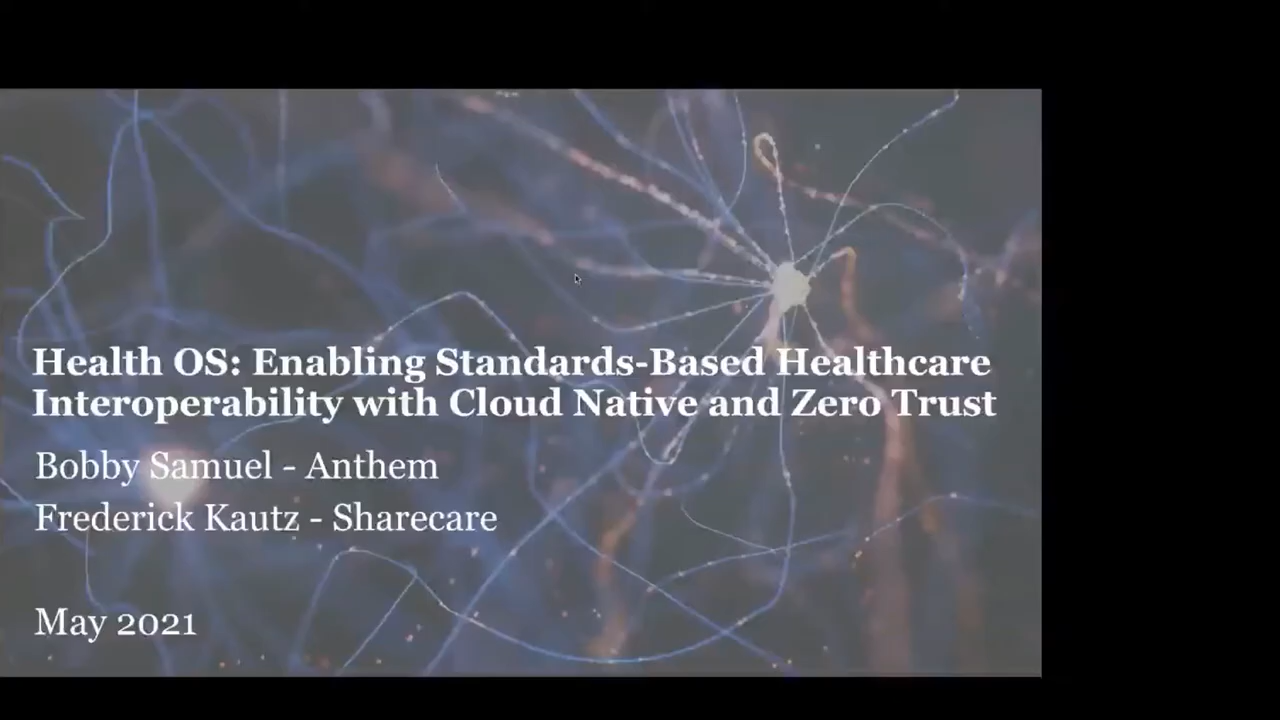 Health OS: Enabling Standards-Based Healthcare
Interoperability with Cloud Native and Zero Trust
Bobby Samuel - Anthem
Frederick Kautz - Sharecare
May 2021